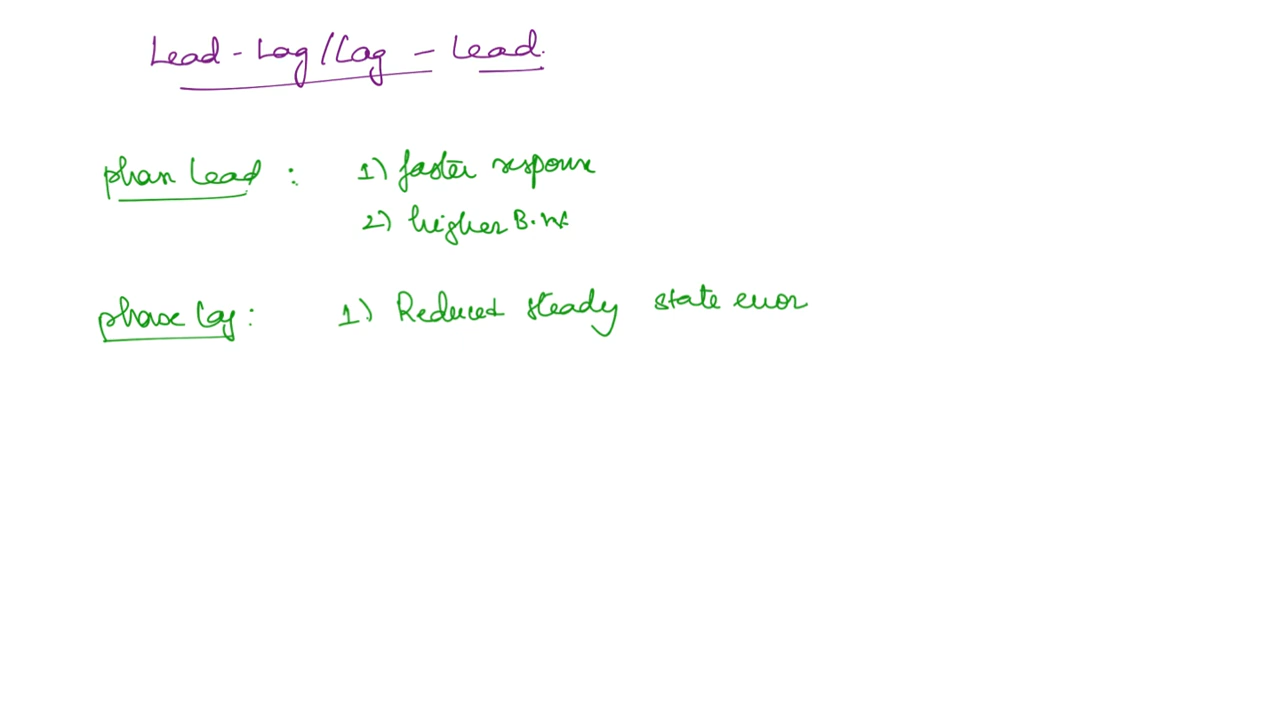 Lead - Lag / Lag - Lead.
phase Lead : 1) faster response
2) higher B.W
phase lag : 1) Reduced steady state error